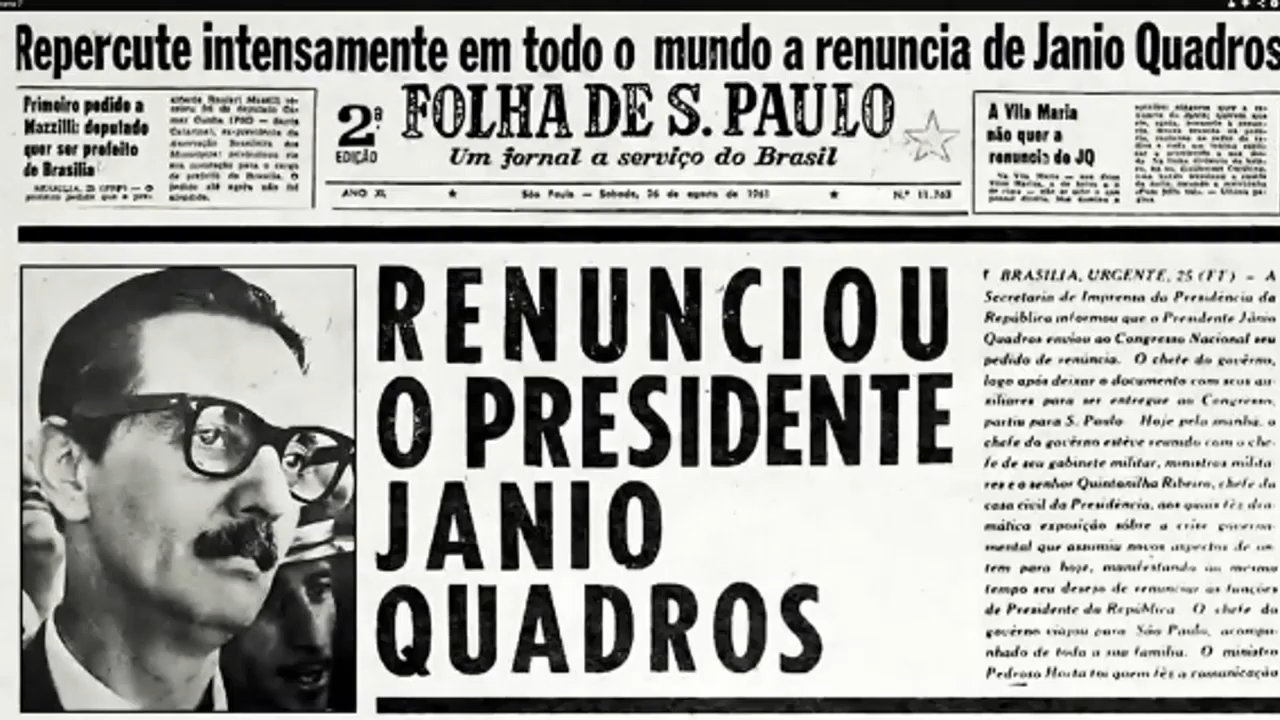 Repercute intensamente em todo o mundo a renuncia de Janio Quadros
Primeiro pedido a
Mazzilli: deputado
quer ser prefeito
de Brasilia
2ª
EDIÇÃO
FOLHA DE S. PAULO
Um jornal a serviço do Brasil
ANO XL ★ São Paulo — Sabado, 26 de agosto de 1961 ★ N.º 11.763
A Vila Maria
não quer a
renuncia do JQ
RENUNCIOU
O PRESIDENTE
JANIO
QUADROS
BRASILIA, URGENTE, 25 (FT) - A
Secretaria de Imprensa da Presidência da
República informou que o Presidente Jânio
Quadros enviou ao Congresso Nacional seu
pedido de renúncia. O chefe do govêrno,
logo após deixar o documento com seus au-
xiliares para ser entregue ao Congresso,
partiu para S. Paulo Hoje pela manhã, o
chefe do govêrno estêve reunido com o che-
fe de seu gabinete militar, ministros milita-
res e o senhor Quintanilha Ribeiro, chefe da
casa civil da Presidência, aos quais fêz dra-
mática exposição sôbre a crise governa-
mental que assumiu novos aspectos de on-
tem para hoje, manifestando ao mesmo
tempo seu desejo de renunciar as funções
de Presidente da República. O chefe do
govêrno viajou para São Paulo, acompa-
nhado de toda a sua família. O ministro
Pedroso Horta foi quem fêz a comunicação